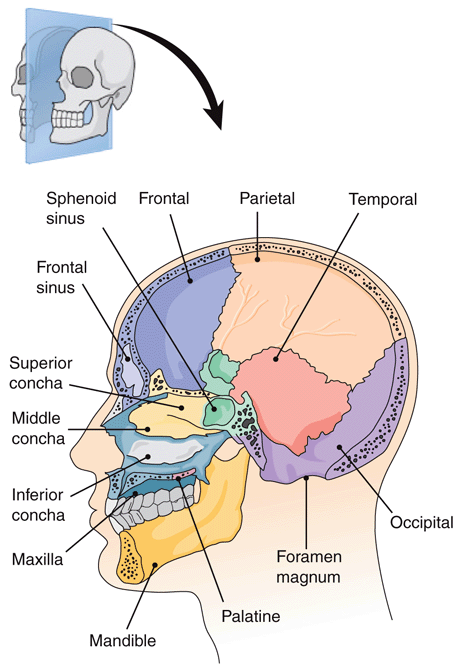 Sphenoid
sinus
Frontal
Parietal
Temporal
Frontal
sinus
Superior
concha
Middle
concha
Inferior
concha
Maxilla
Mandible
Palatine
Foramen
magnum
Occipital